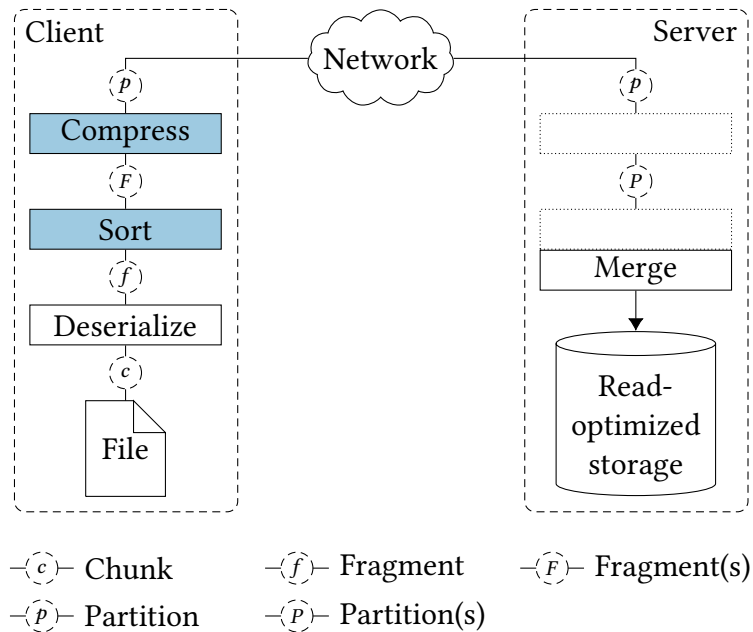 Client
Network
Server
p
p
Compress
F
P
Sort
f
Merge
Deserialize
c
File
Read-
optimized
storage
c Chunk
f Fragment
F Fragment(s)
p Partition
P Partition(s)